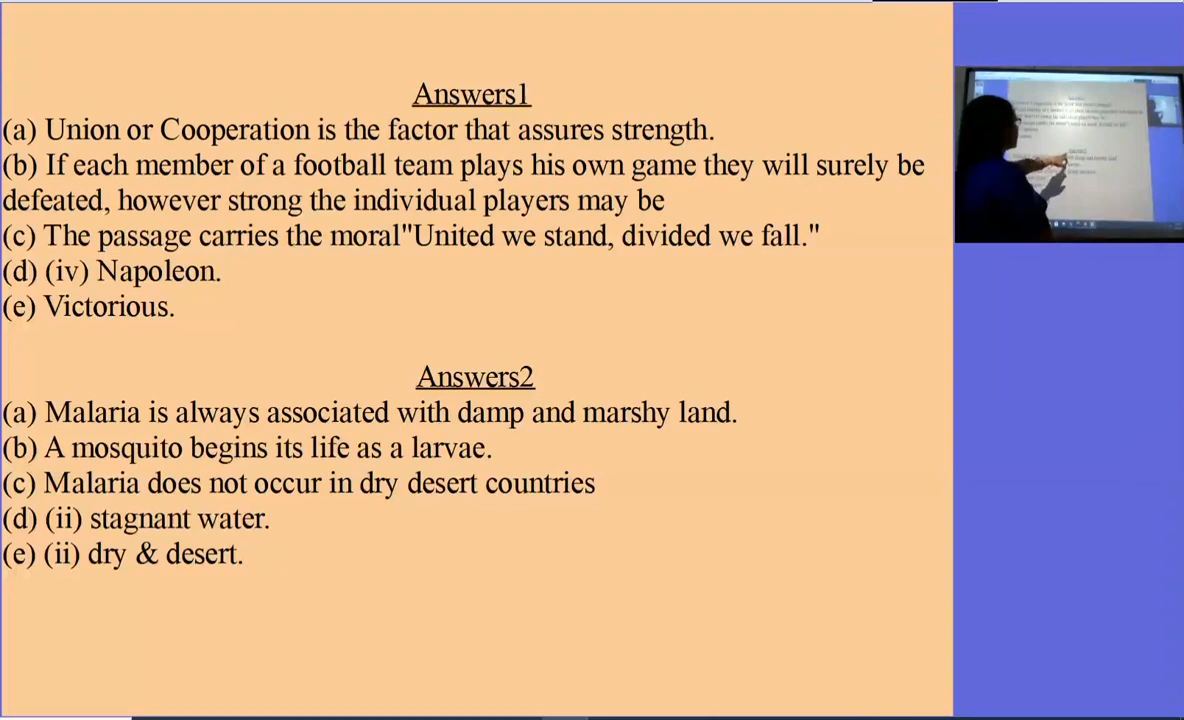 Answers1
(a) Union or Cooperation is the factor that assures strength.
(b) If each member of a football team plays his own game they will surely be
defeated, however strong the individual players may be
(c) The passage carries the moral"United we stand, divided we fall."
(d) (iv) Napoleon.
(e) Victorious.
Answers2
(a) Malaria is always associated with damp and marshy land.
(b) A mosquito begins its life as a larvae.
(c) Malaria does not occur in dry desert countries
(d) (ii) stagnant water.
(e) (ii) dry & desert.